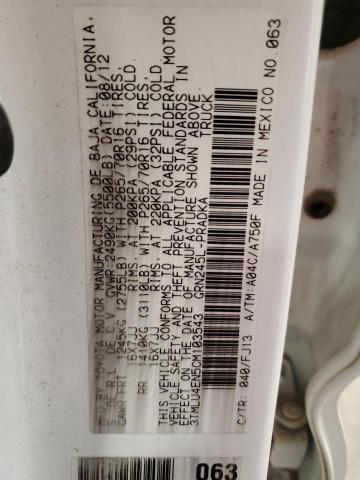 MFD BY TOYOTA MOTOR MANUFACTURING DE BAJA CALIFORNIA,
S. DE R.L. DE C.V. GVWR 2490KG(5500LB) DATE:08/12
GAWR FRT 1245KG (2755LB) WITH P265/70R16 TIRES,
16X7JJ RIMS, AT 200KPA (29PSI) COLD.
RR 1410KG (3110LB) WITH P265/70R16 TIRES,
16X7JJ RIMS, AT KPA (32PSI) COLD.
THIS VEHICLE CONFORMS TO ALL APPLICABLE FEDERAL MOTOR
VEHICLE SAFETY AND THEFT PREVENTION STANDARDS IN
EFFECT ON THE DATE OF MANUFACTURE SHOWN ABOVE.
3TMLU4EN5CM103543 TRUCK
GRN245L-PRADKA
C/TR: 040/FJ13 A/TM:A04C/A750F MADE IN MEXICO NO.063
063